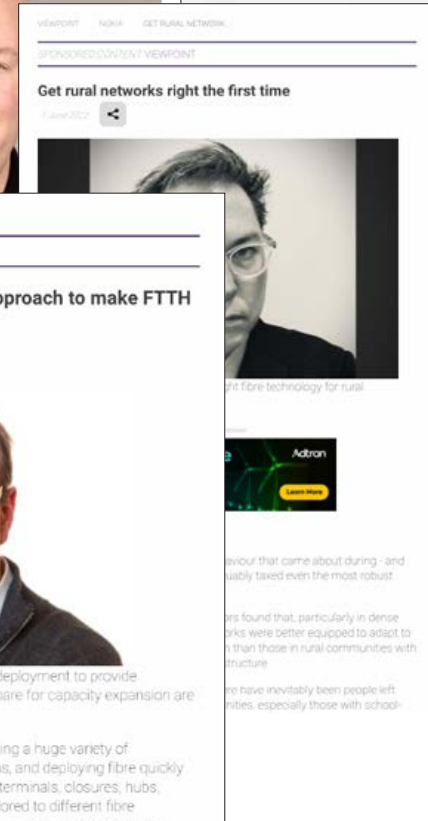 VIEWPOINT NOKIA GET RURAL NETWORK
SPONSORED CONTENT VIEWPOINT
Get rural networks right the first time
1 June 2022
ght fibre technology for rural
Adtran
Learn More
aviour that came about during - and
uably taxed even the most robust
ors found that, particularly in dense
orks were better equipped to adapt to
n than those in rural communities with
structure
ere have inevitably been people left
nities, especially those with school-
pproach to make FTTH
deployment to provide
pare for capacity expansion are
ing a huge variety of
ns, and deploying fibre quickly
terminals, closures, hubs,
ored to different fibre